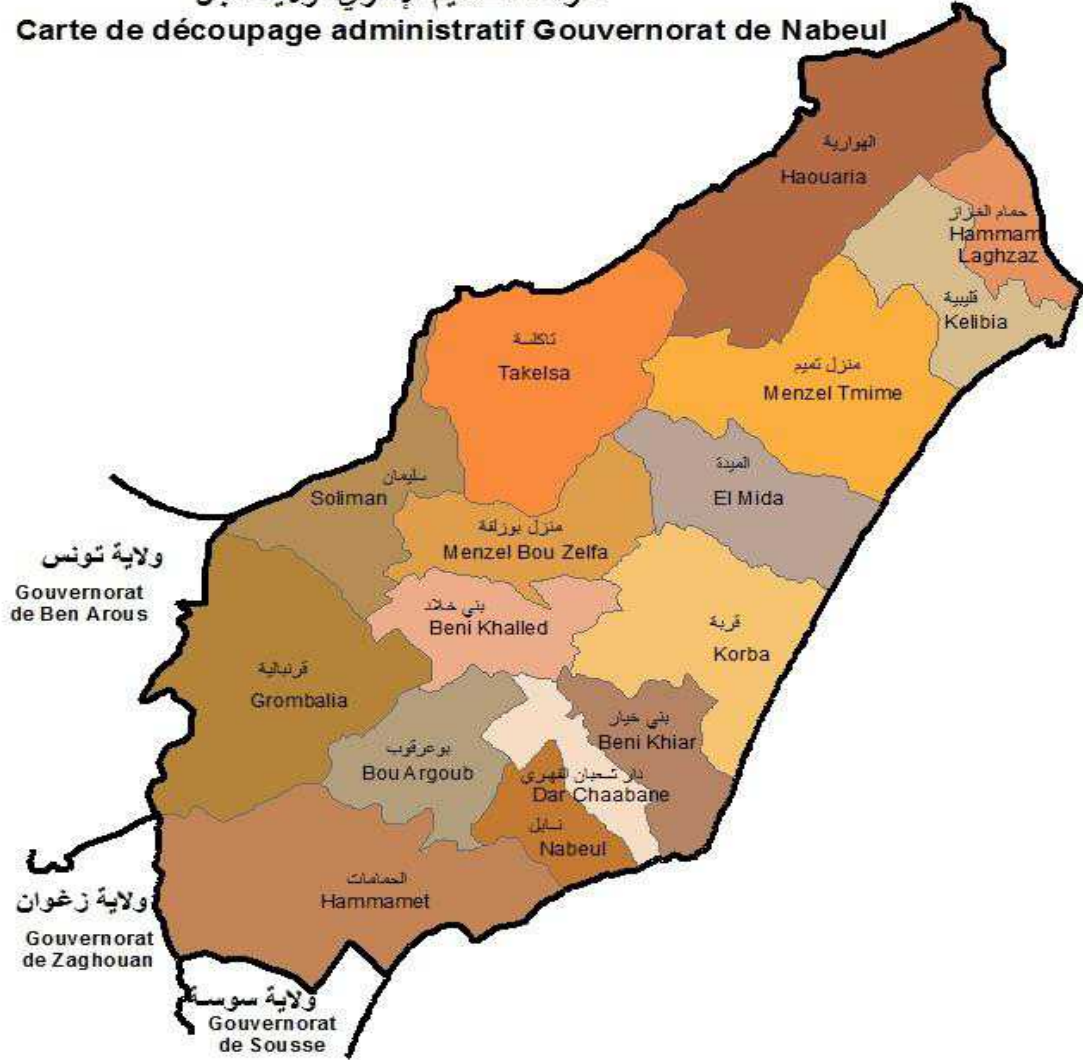 Carte de découpage administratif Gouvernorat de Nabeul
الهوارية
Haouaria
حمام الغزاز
Hammam
Laghzaz
قليبية
Kelibia
تاكلسة
Takelsa
منزل تميم
Menzel Tmime
الميدة
El Mida
سليمان
Soliman
منزل بوزلفة
Menzel Bou Zelfa
ولاية تونس
Gouvernorat
de Ben Arous
بني خلاد
Beni Khalled
قربة
Korba
قرنبالية
Grombalia
بني خيار
Beni Khiar
بوعرقوب
Bou Argoub
دار شعبان الفهري
Dar Chaabane
نابل
Nabeul
الحمامات
Hammamet
ولاية زغوان
Gouvernorat
de Zaghouan
ولاية سوسة
Gouvernorat
de Sousse